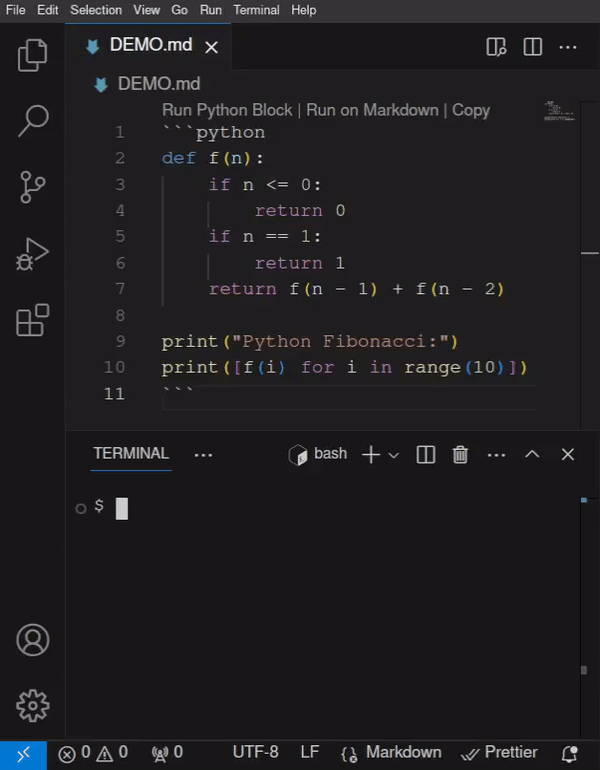 File Edit Selection View Go Run Terminal Help
DEMO.md
DEMO.md
Run Python Block | Run on Markdown | Copy
1 ```python
2 def f(n):
3     if n <= 0:
4         return 0
5     if n == 1:
6         return 1
7     return f(n - 1) + f(n - 2)
8
9 print("Python Fibonacci:")
10 print([f(i) for i in range(10)])
11 ```
TERMINAL ... bash
$
0 0 0 UTF-8 LF Markdown Prettier